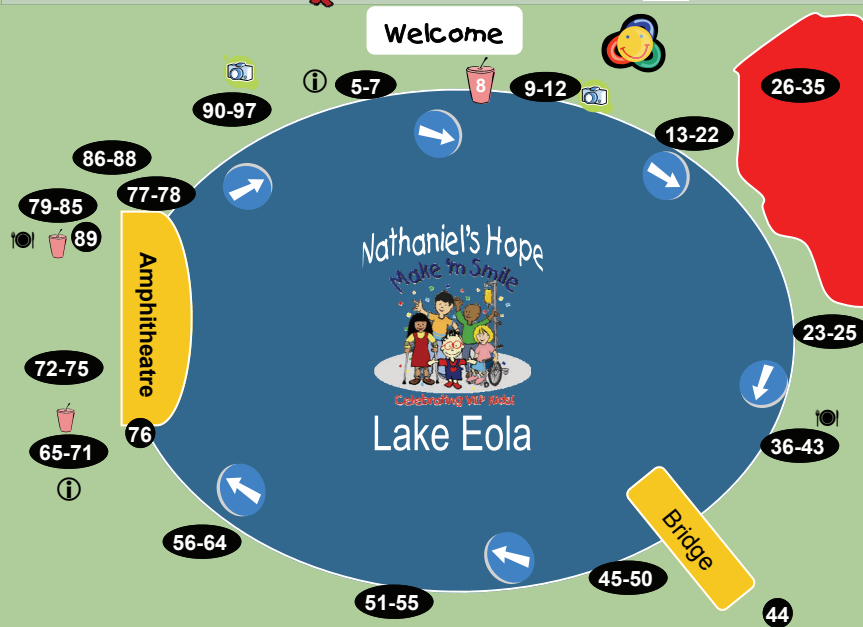 Welcome
5-7
8
9-12
26-35
90-97
13-22
86-88
77-78
79-85
89
Nathaniel's Hope
Make 'm Smile
Amphitheatre
23-25
72-75
Celebrating VIP Kids!
Lake Eola
76
65-71
36-43
Bridge
56-64
45-50
51-55
44